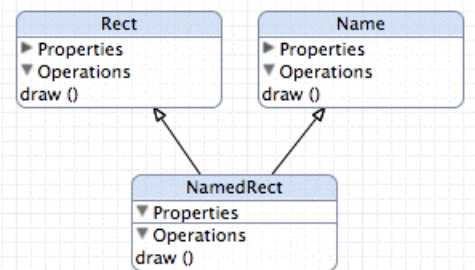 Rect
Properties
Operations
draw ()
Name
Properties
Operations
draw ()
NamedRect
Properties
Operations
draw ()